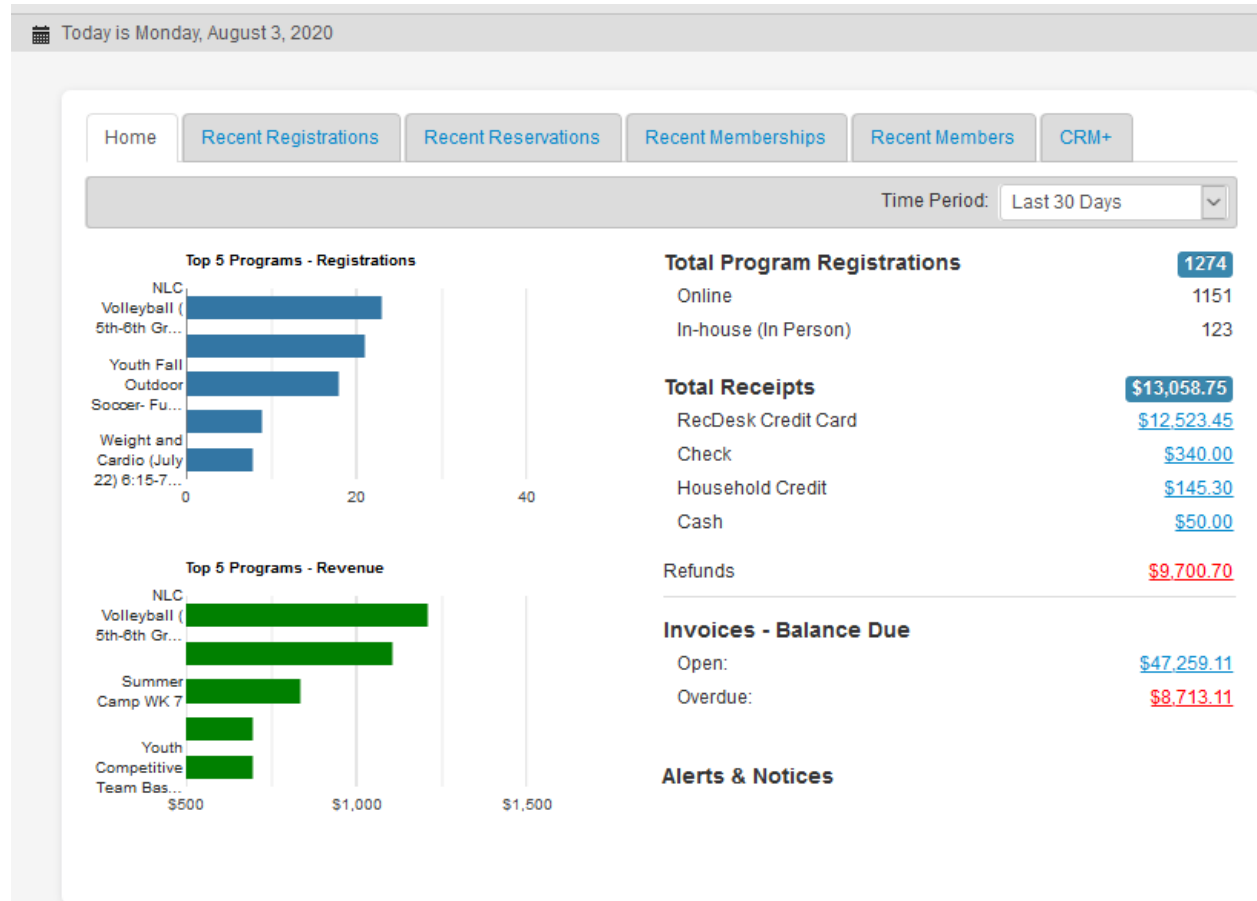 Today is Monday, August 3, 2020
Home
Recent Registrations
Recent Reservations
Recent Memberships
Recent Members
CRM+
Time Period:
Last 30 Days
Top 5 Programs - Registrations
NLC
Volleyball (
5th-6th Gr...
Youth Fall
Outdoor
Soccer- Fu...
Weight and
Cardio (July
22) 6:15-7...
0
20
40
Top 5 Programs - Revenue
NLC
Volleyball (
5th-6th Gr...
Summer
Camp WK 7
Youth
Competitive
Team Bas...
$500
$1,000
$1,500
Total Program Registrations 1274
Online 1151
In-house (In Person) 123
Total Receipts $13,058.75
RecDesk Credit Card $12,523.45
Check $340.00
Household Credit $145.30
Cash $50.00
Refunds $9,700.70
Invoices - Balance Due
Open: $47,259.11
Overdue: $8,713.11
Alerts & Notices